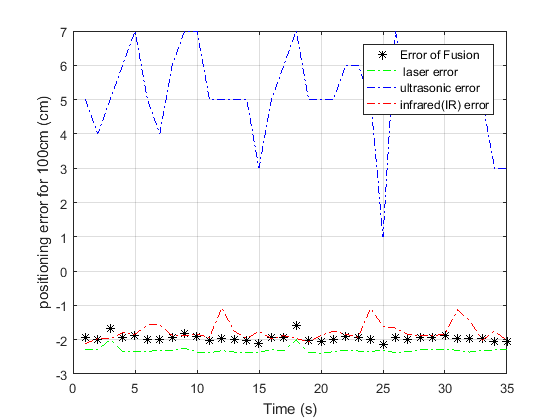 7
6
5
4
3
2
1
0
-1
-2
-3
0 5 10 15 20 25 30 35
positioning error for 100cm (cm)
Time (s)
Error of Fusion
laser error
ultrasonic error
infrared(IR) error